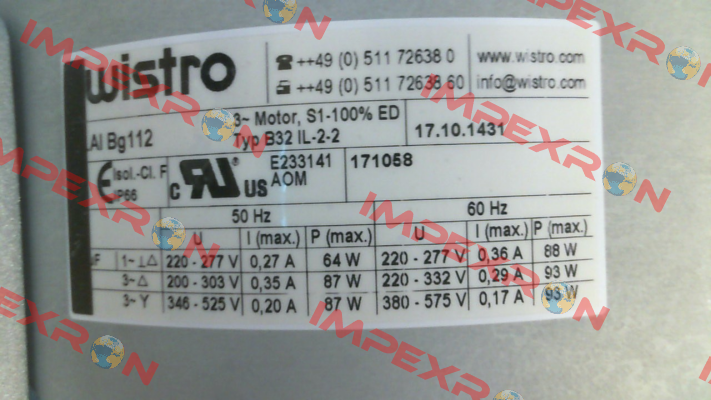 wistro
++49 (0) 511 72638 0
www.wistro.com
++49 (0) 511 72638 60
info@wistro.com
LAI Bg112
3~ Motor, S1-100% ED
Typ B32 IL-2-2
17.10.1431
Isol.-Cl. F
IP66
C US
E233141
AOM
171058
50 Hz
60 Hz
U I (max.) P (max.) U I (max.) P (max.)
µF 1~⊥△ 220 - 277 V 0,27 A 64 W 220 - 277 V 0,36 A 88 W
3~ △ 200 - 303 V 0,35 A 87 W 220 - 332 V 0,29 A 93 W
3~ Y 346 - 525 V 0,20 A 87 W 380 - 575 V 0,17 A 93 W
IMPEXRON
IMPEXRON
IMPEXRON
IMPEXRON
IMPEXRON